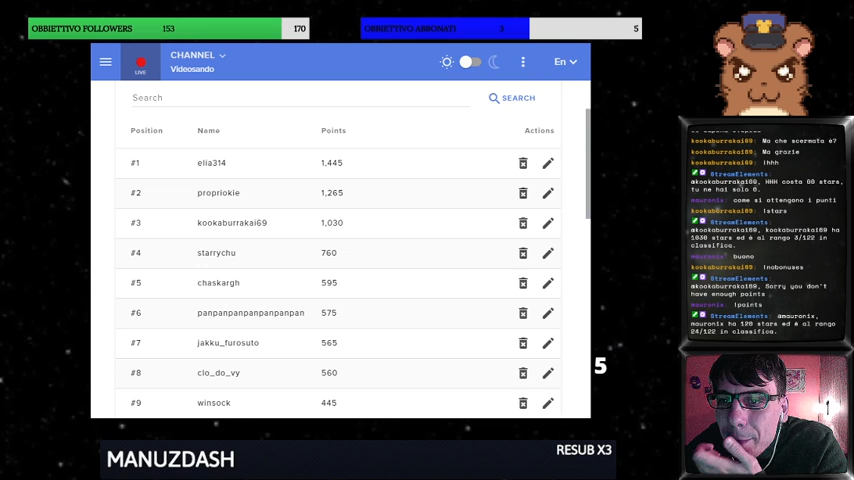 OBBIETTIVO FOLLOWERS 153 170
OBBIETTIVO ABBONATI 3 5
LIVE
CHANNEL
Videosando
En
Search
SEARCH
Position Name Points Actions
#1 elia314 1,445
#2 propriokie 1,265
#3 kookaburrakai69 1,030
#4 starrychu 760
#5 chaskargh 595
#6 panpanpanpanpanpanpan 575
#7 jakku_furosuto 565
#8 clo_do_vy 560
#9 winsock 445
kookaburrakai69: Ma che scermata è?
kookaburrakai69: Ma grazie
kookaburrakai69: !hhh
StreamElements:
@kookaburrakai69, HHH costa 60 stars,
tu ne hai solo 0.
mauronix: come si ottengono i punti
kookaburrakai69: !stars
StreamElements:
@kookaburrakai69, kookaburrakai69 ha
1030 stars ed è al rango 3/122 in
classifica.
mauronix: buono
kookaburrakai69: !nobonuses
StreamElements:
@kookaburrakai69, Sorry you don't
have enough points
mauronix: !points
StreamElements: @mauronix,
mauronix ha 120 stars ed è al rango
24/122 in classifica.
5
MANUZDASH
RESUB X3